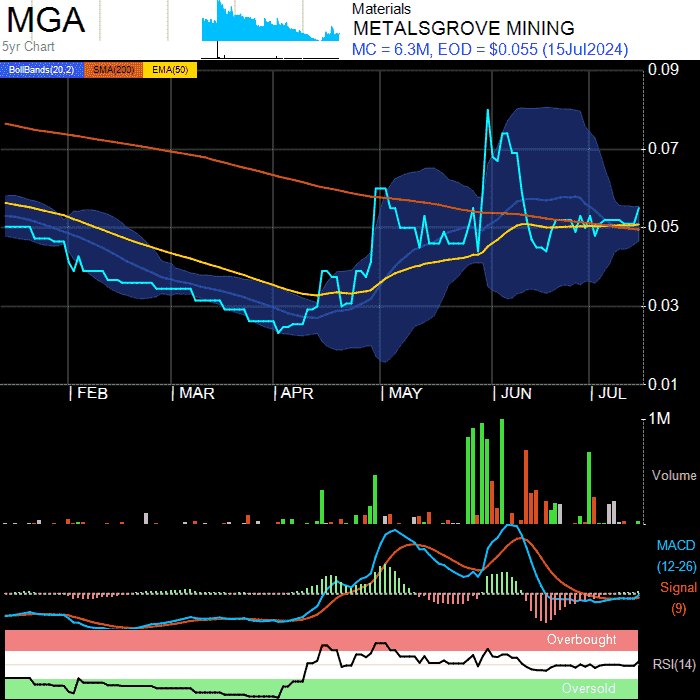 MGA
5yr Chart
Materials
METALSGROVE MINING
MC = 6.3M, EOD = $0.055 (15Jul2024)
BollBands(20,2) SMA(200) EMA(50)
0.09
0.07
0.05
0.03
0.01
| FEB | MAR | APR | MAY | JUN | JUL
1M
Volume
MACD
(12-26)
Signal
(9)
Overbought
RSI(14)
Oversold